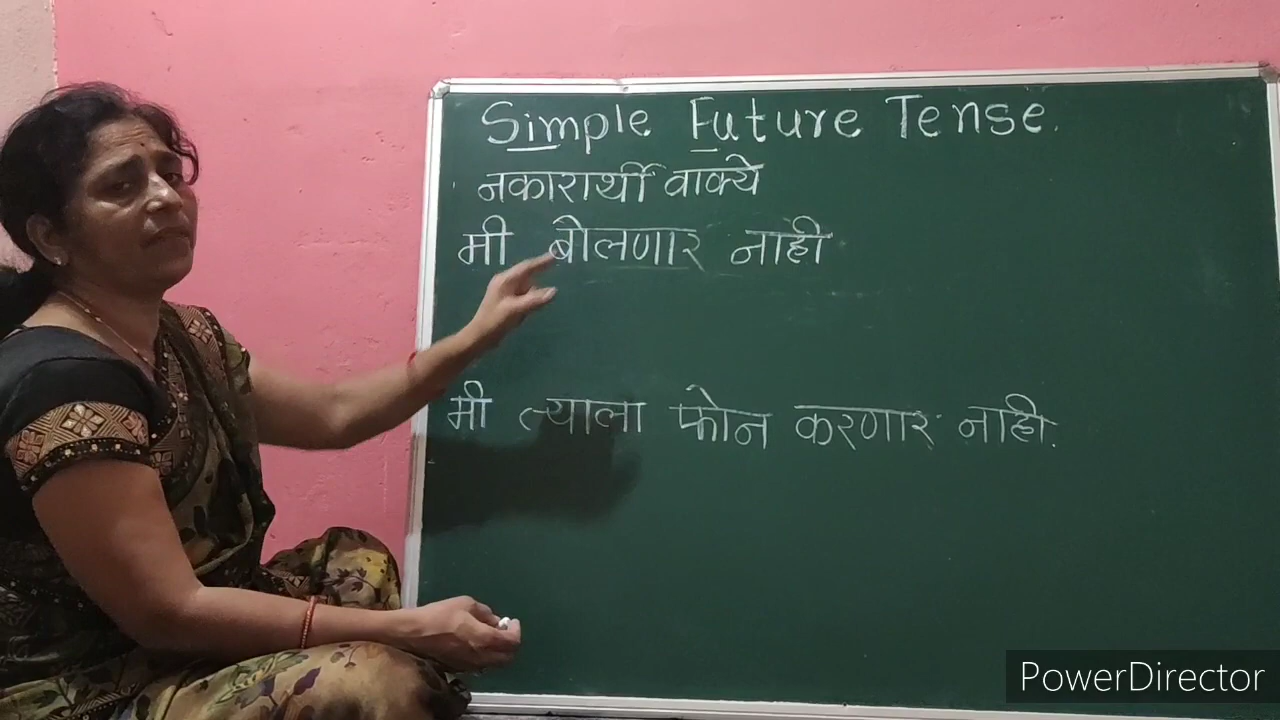 Simple Future Tense.
नकारार्थी वाक्ये
मी बोलणार नाही
मी त्याला फोन करणार नाही.
PowerDirector